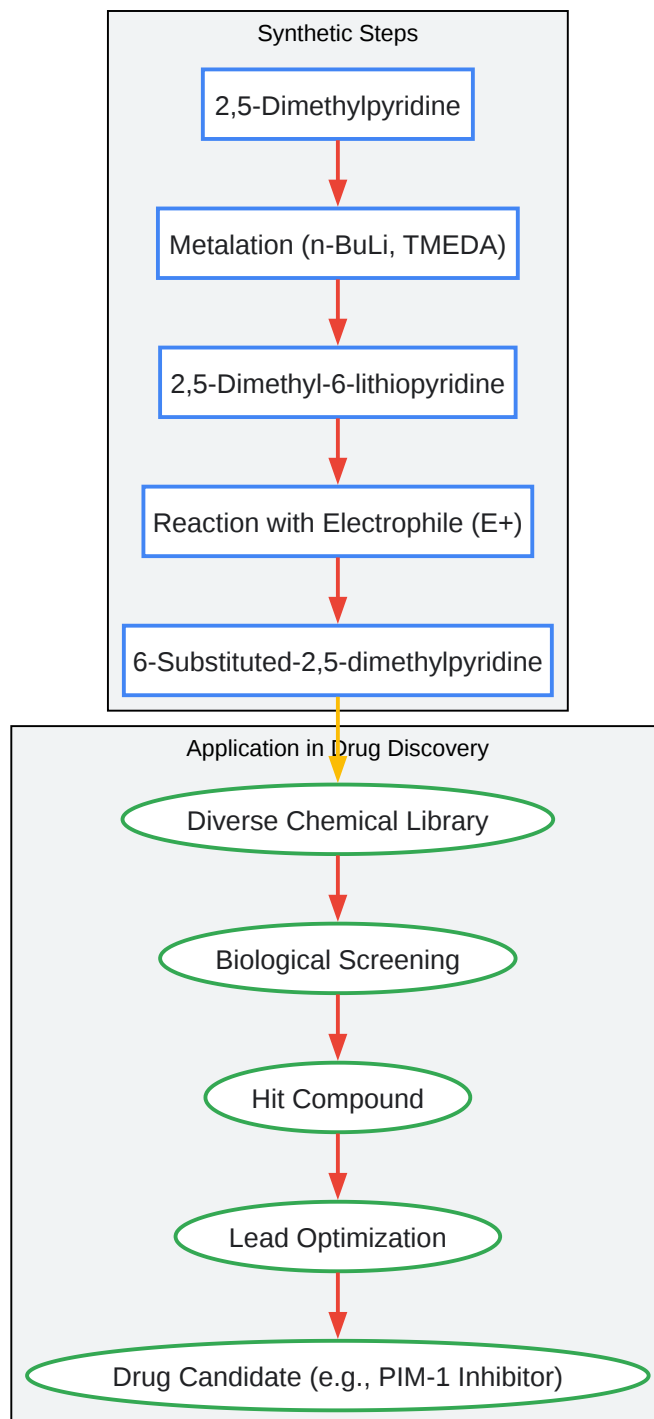 Synthetic Steps
2,5-Dimethylpyridine
Metalation (n-BuLi, TMEDA)
2,5-Dimethyl-6-lithiopyridine
Reaction with Electrophile (E+)
6-Substituted-2,5-dimethylpyridine
Application in Drug Discovery
Diverse Chemical Library
Biological Screening
Hit Compound
Lead Optimization
Drug Candidate (e.g., PIM-1 Inhibitor)